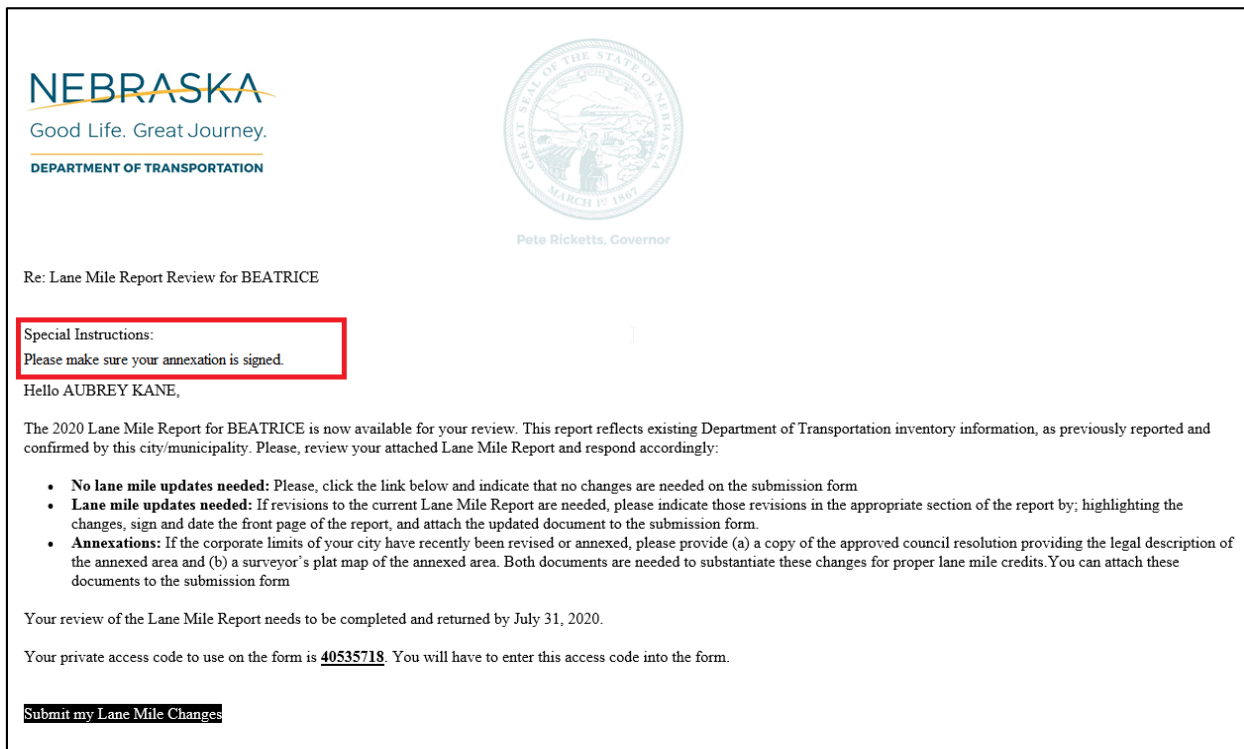 NEBRASKA
Good Life. Great Journey.
DEPARTMENT OF TRANSPORTATION
GREAT SEAL OF THE STATE OF NEBRASKA
MARCH 1ST 1867
Pete Ricketts, Governor
Re: Lane Mile Report Review for BEATRICE
Special Instructions:
Please make sure your annexation is signed.
Hello AUBREY KANE,
The 2020 Lane Mile Report for BEATRICE is now available for your review. This report reflects existing Department of Transportation inventory information, as previously reported and
confirmed by this city/municipality. Please, review your attached Lane Mile Report and respond accordingly:
• No lane mile updates needed: Please, click the link below and indicate that no changes are needed on the submission form
• Lane mile updates needed: If revisions to the current Lane Mile Report are needed, please indicate those revisions in the appropriate section of the report by; highlighting the
changes, sign and date the front page of the report, and attach the updated document to the submission form.
• Annexations: If the corporate limits of your city have recently been revised or annexed, please provide (a) a copy of the approved council resolution providing the legal description of
the annexed area and (b) a surveyor's plat map of the annexed area. Both documents are needed to substantiate these changes for proper lane mile credits.You can attach these
documents to the submission form
Your review of the Lane Mile Report needs to be completed and returned by July 31, 2020.
Your private access code to use on the form is 40535718. You will have to enter this access code into the form.
Submit my Lane Mile Changes